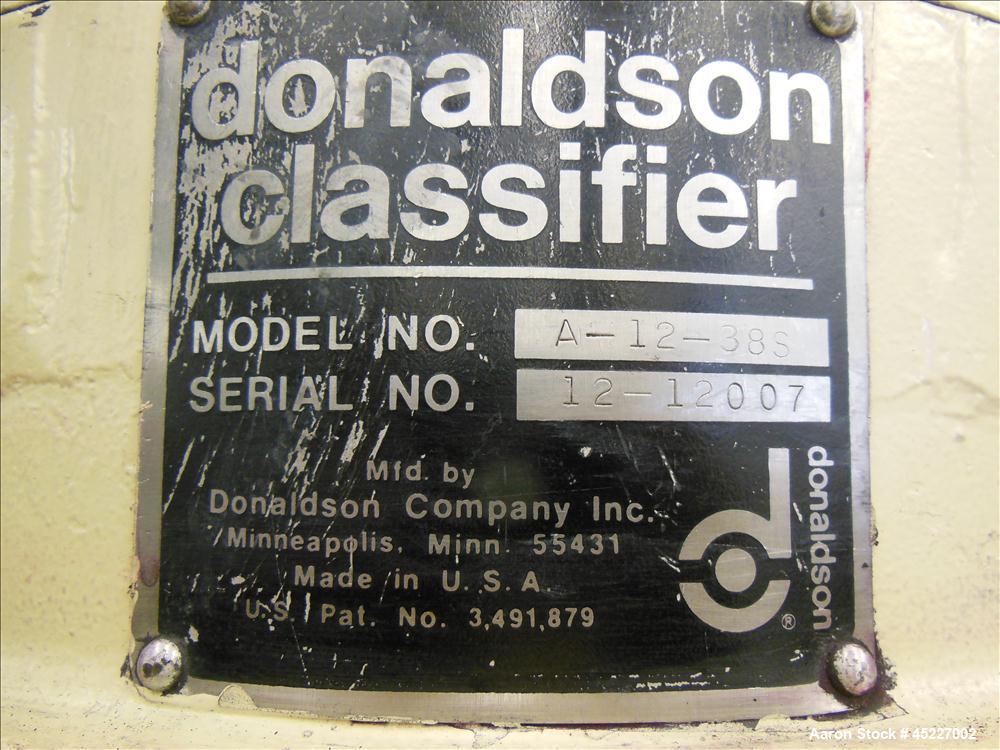 donaldson
classifier
MODEL NO. A-12-38S
SERIAL NO. 12-12007
Mfd. by
Donaldson Company Inc.
Minneapolis, Minn. 55431
Made in U.S.A.
U.S. Pat. No. 3,491,879
donaldson
®
Aaron Stock # 45227002